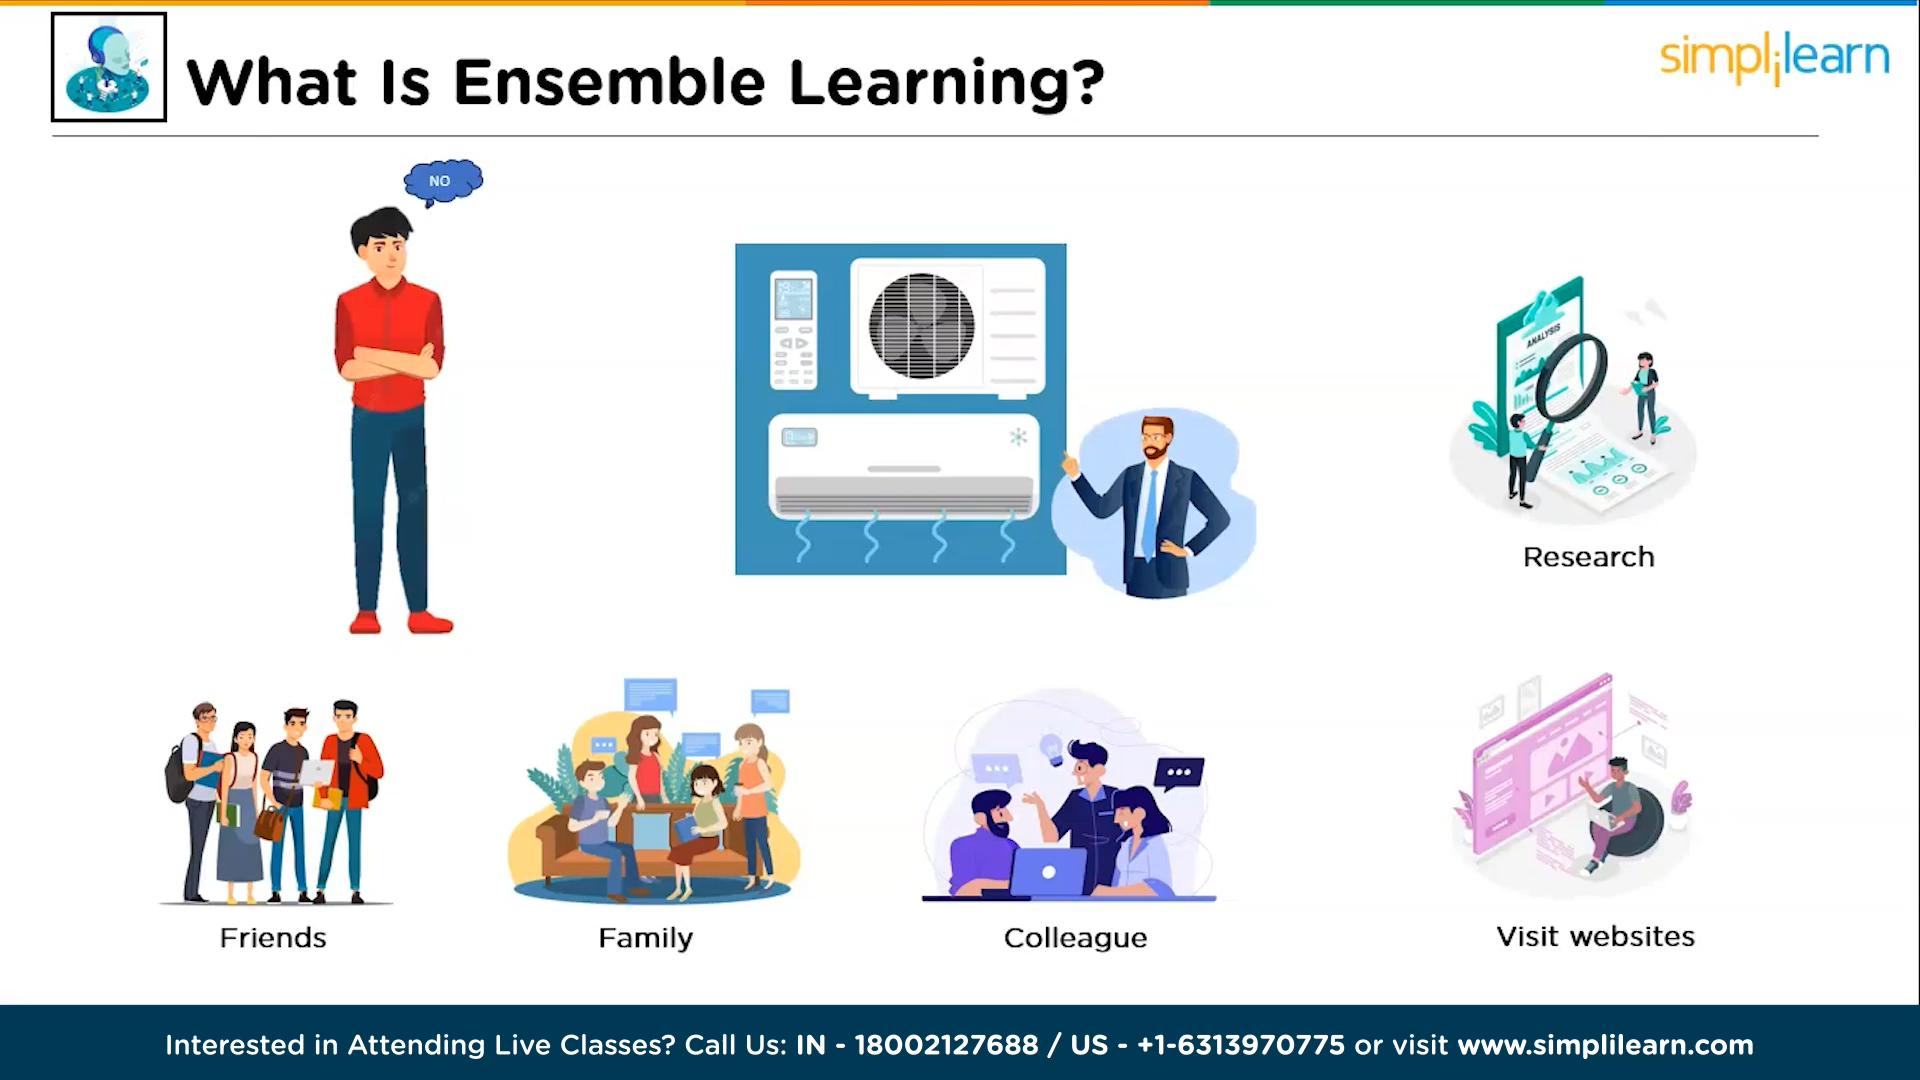 What Is Ensemble Learning?
simplilearn
NO
ANALYSIS
Research
Friends
Family
Colleague
Visit websites
Interested in Attending Live Classes? Call Us: IN - 18002127688 / US - +1-6313970775 or visit www.simplilearn.com